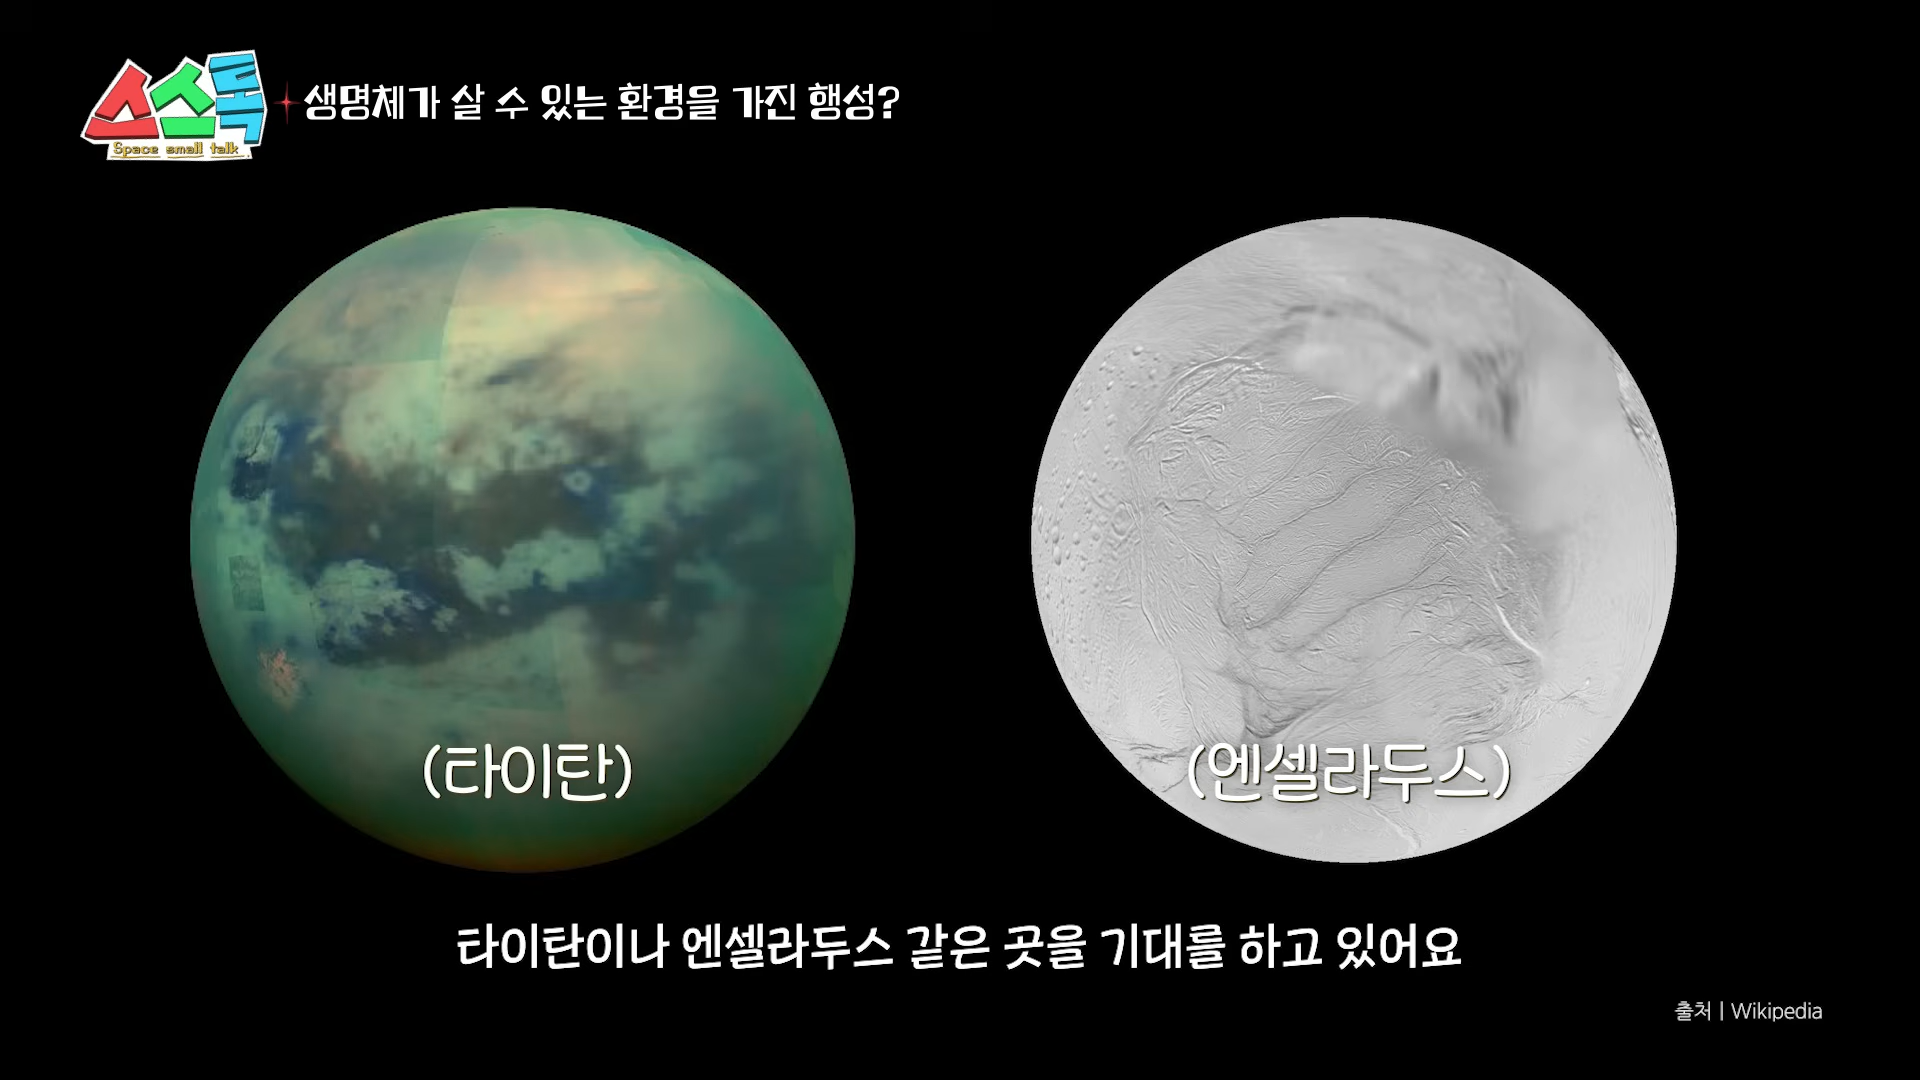 스스톡
Space small talk
생명체가 살 수 있는 환경을 가진 행성?
(타이탄)
(엔셀라두스)
타이탄이나 엔셀라두스 같은 곳을 기대를 하고 있어요
출처 | Wikipedia